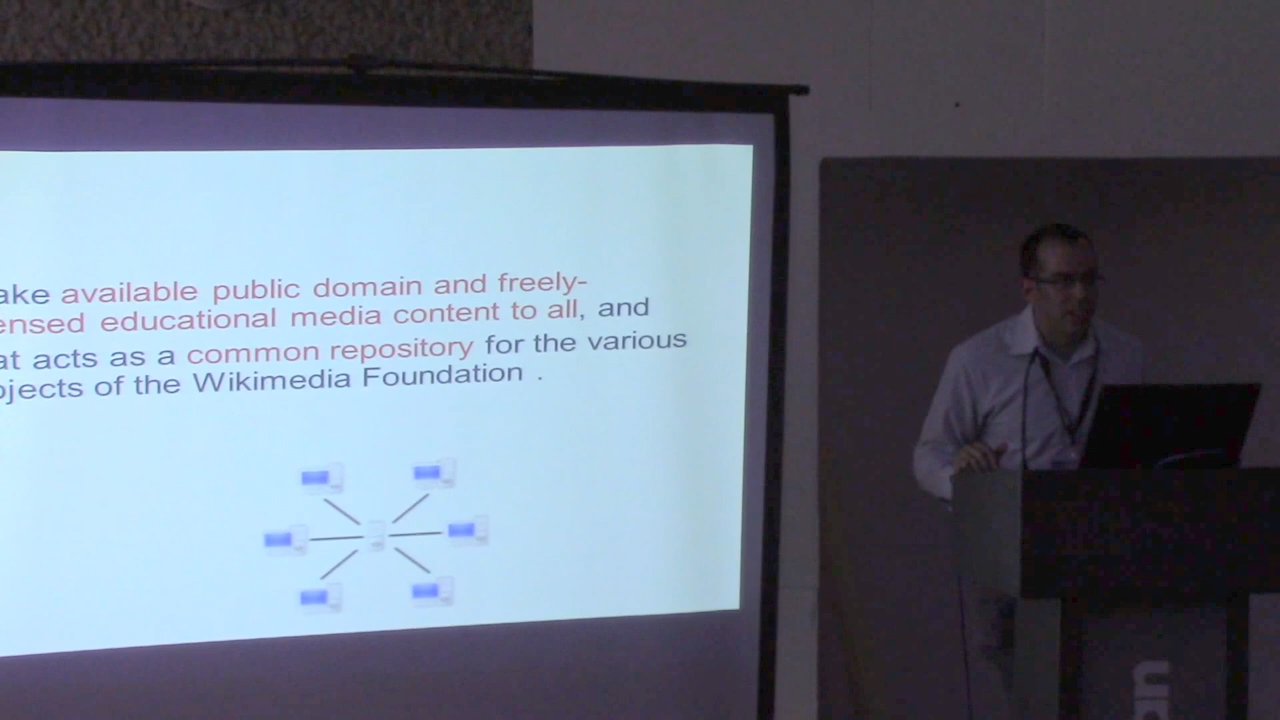 ake available public domain and freely-
ensed educational media content to all, and
at acts as a common repository for the various
jects of the Wikimedia Foundation .